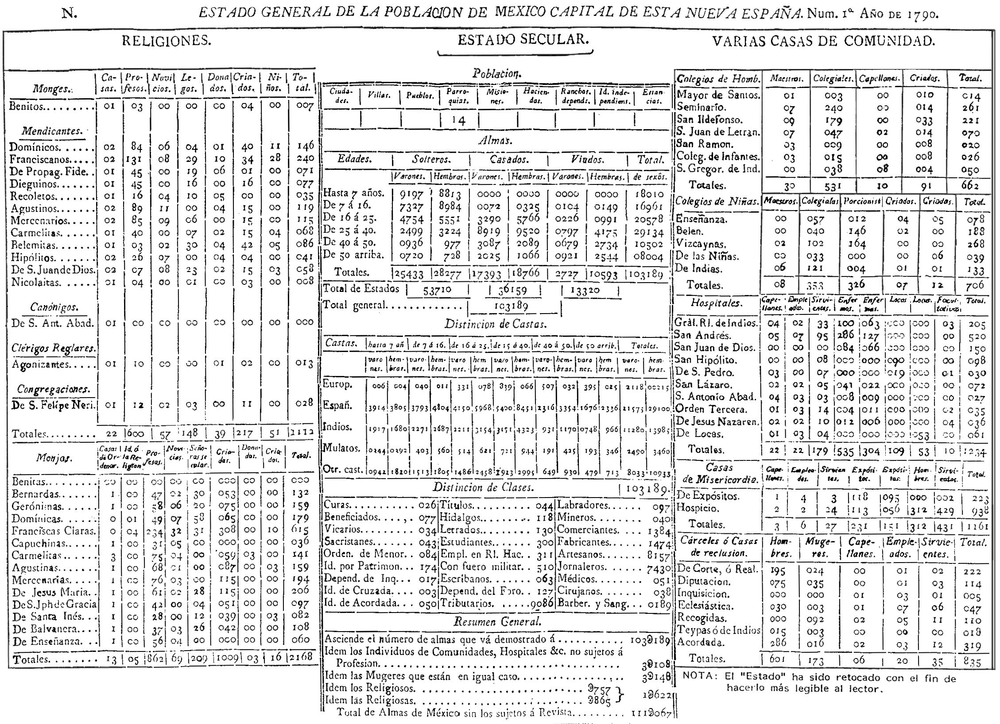 N. ESTADO GENERAL DE LA POBLACION DE MEXICO CAPITAL DE ESTA NUEVA ESPAÑA. Num. 1ª AÑO DE 1790.
RELIGIONES.
Monges. | Casas. | Profesos. | Novicios. | Legos. | Donados. | Criados. | Niños. | Total.
Benitos......... 01 03 00 00 00 04 00 007
Mendicantes.
Domínicos...... 02 84 06 04 01 40 11 146
Franciscanos..... 02 131 08 29 10 34 28 240
De Propag. Fide.. 01 45 00 19 06 01 00 071
Dieguinos....... 01 45 00 16 00 16 00 077
Recoletos....... 01 16 04 10 05 00 00 035
Agustinos....... 02 89 11 00 04 15 00 119
Mercenarios..... 02 85 09 06 00 15 00 115
Carmelitas...... 01 40 00 07 02 15 04 068
Belemitas....... 01 03 02 30 04 42 05 086
Hipólitos....... 02 26 07 00 04 04 00 041
De S. Juan de Dios. 02 07 08 23 02 15 03 058
Nicolaitas...... 01 04 00 01 00 03 00 008
Canónigos.
De S. Ant. Abad. 01 00 00 00 00 00 00 000
Clérigos Reglares.
Agonizantes..... 01 10 00 00 01 02 00 013
Congregaciones.
De S. Felipe Neri. 01 12 02 03 00 11 00 028
Totales......... 22 600 57 148 39 217 51 1112
Monjas. | Casas de Ordenar. | Id. ó la Religion | Profesas. | Novicias. | Señoras secular. | Criadas. | Donadas. | Criados. | Total.
Benitas......... 00 00 00 00 00 000 00 00 000
Bernardas....... 1 00 47 02 30 053 00 00 132
Gerónimas...... 1 00 58 06 20 075 00 00 159
Domínicas...... 0 01 49 07 58 065 00 00 179
Franciscas Claras. 0 04 234 32 31 308 00 10 615
Capuchinas...... 1 00 31 05 00 000 00 00 036
Carmelitas...... 3 00 75 04 00 059 03 00 141
Agustinas....... 1 00 68 01 00 087 00 03 159
Mercenarias..... 1 00 76 03 00 115 00 00 194
De Jesus Maria.. 1 00 61 02 28 115 00 00 206
De S. Jph de Gracia 1 00 42 00 04 051 00 00 097
De Santa Inés... 1 00 28 00 12 039 00 03 082
De Balvanera.... 1 00 37 03 26 042 00 00 108
De Enseñanza... 1 00 56 04 00 000 00 00 060
Totales........ 13 05 862 69 209 1009 03 16 2168
ESTADO SECULAR.
Poblacion.
Ciudades. | Villas. | Pueblos. | Parroquias. | Misiones. | Haciendas. | Ranchos. depends. | Id. independient. | Estancias.
14
Almas.
Edades. | Solteros. | Casados. | Viudos. | Total.
Varones. | Hembras. | Varones. | Hembras. | Varones. | Hembras. | de sexôs.
Hasta 7 años. 9197 8813 0000 0000 0000 0000 18010
De 7 á 16. 7327 8984 0072 0325 0104 0149 16961
De 16 á 25. 4754 5551 3290 5766 0226 0991 20578
De 25 á 40. 2499 3224 8919 9520 0797 4175 29134
De 40 á 50. 0936 977 3087 2089 0679 2734 10502
De 50 arriba. 0720 728 2025 1066 0921 2544 08004
Totales. 25433 28277 17393 18766 2727 10593 103189
Total de Estados 53710 36159 13320
Total general............. 103189
Distincion de Castas.
Castas. | hasta 7 añ | de 7 á 16. | de 16 á 25. | de 15 á 40. | de 40 á 50. | de 50 arrib. | Totales.
varones. | hembras. | varones. | hembras. | varones. | hembras. | varones. | hembras. | varones. | hembras. | varones. | hembras. | varones. | hembras.
Europ. 006 004 040 011 331 078 839 066 507 032 395 025 2118 00215
Españ. 3914 3805 3793 4804 4150 5968 5400 8451 2316 3354 1676 2336 21575 29100
Indios. 1917 1680 2271 2687 2211 3154 3151 4323 931 1170 0748 966 11280 13985
Mulatos. 0244 0292 403 560 514 621 721 944 191 425 193 346 2490 3460
Otr. cast. 0942 1820 1513 1805 1486 2458 1923 2995 649 930 479 713 8033 10933
Distincion de Clases. 103189.
Curas........... 026 Títulos.......... 044 Labradores...... 097
Beneficiados...... 077 Hidalgos......... 118 Mineros......... 040
Vicarios......... 034 Letrados......... 130 Comerciantes.... 1384
Sacristanes....... 043 Estudiantes....... 300 Fabricantes...... 1474
Orden. de Menor.. 084 Empl. en Rl. Hac.. 311 Artesanos....... 8157
Id. por Patrimon... 174 Con fuero militar.. 510 Jornaleros...... 7430
Depend. de Inq... 017 Escribanos....... 063 Médicos........ 051
Id. de Cruzada.... 003 Depend. del Foro.. 127 Cirujanos....... 038
Id. de Acordada... 050 Tributarios. ..... 9086 Barber. y Sang... 0189
Resumen General.
Asciende el número de almas que vá demostrado á........... 103∂189
Idem los Individuos de Comunidades, Hospitales &c. no sujetos á
Profesion.................................. 3∂108
Idem las Mugeres que están en igual caso............... 3∂148
Idem los Religiosos. ......................... ∂757 }
Idem las Religiosas. ......................... ∂865 } 1∂622
Total de Almas de México sin los sujetos á Revista......... 111∂067
VARIAS CASAS DE COMUNIDAD.
Colegios de Homb. | Maestros. | Colegiales. | Capellanes. | Criados. | Total.
Mayor de Santos. 01 003 00 010 014
Seminario. 07 240 00 014 261
San Ildefonso. 09 179 00 033 221
S. Juan de Letran. 07 047 02 014 070
San Ramon. 03 009 00 008 020
Coleg. de Infantes. 03 015 00 008 026
S. Gregor. de Ind. 00 038 08 004 050
Totales. 30 531 10 91 662
Colegios de Niñas. | Maestros. | Colegialas | Porcionist | Criadas. | Criados. | Total.
Enseñanza. 00 057 012 04 05 078
Belen. 00 040 146 02 00 188
Vizcaynas. 02 102 164 00 00 268
De las Niñas. 00 033 000 00 06 039
De Indias. 06 121 004 01 01 133
Totales. 08 353 326 07 12 706
Hospitales. | Capellanes. | Empleados. | Sirvientes. | Enfermos. | Enfermas. | Locos | Locas. | Facultativos | Total.
Grâl. Rl. de Indios. 04 02 33 100 063 000 000 03 205
San Andrés. 05 07 95 286 127 000 000 00 520
San Juan de Dios. 00 00 00 084 066 000 000 00 150
San Hipólito. 00 00 08 000 000 090 000 00 098
De S. Pedro. 03 00 07 000 000 019 000 01 030
San Lázaro. 02 02 05 041 022 000 000 00 072
S. Antonio Abad. 04 03 03 008 009 000 000 00 027
Orden Tercera. 01 03 14 004 011 000 000 02 035
De Jesus Nazaren. 02 02 10 012 006 000 000 04 036
De Locas. 01 03 04 000 000 000 053 00 061
Totales. 22 22 179 535 304 109 53 10 1234
Casas de Misericordia. | Capellanes. | Empleados. | Sirvientes. | Expósitos. | Expósitas. | Hombres. | Sirvientas. | Total.
De Expósitos. 1 4 3 118 095 000 002 223
Hospicio. 2 2 24 113 056 312 429 938
Totales. 3 6 27 231 151 312 431 1161
Cárceles ó Casas de reclusion. | Hombres. | Mugeres. | Capellanes. | Empleados. | Sirvientes. | Total.
De Corte, ó Real. 195 024 00 01 02 222
Diputacion. 075 035 00 01 03 114
Inquisicion. 000 000 01 03 01 005
Eclesiástica. 030 003 01 07 06 047
Recogidas. 000 092 02 05 11 110
Teypas ó de Indios 015 003 00 00 00 018
Acordada. 286 016 02 03 12 319
Totales. 601 173 06 20 35 835
NOTA: El "Estado" ha sido retocado con el fin de
hacerlo más legible al lector.